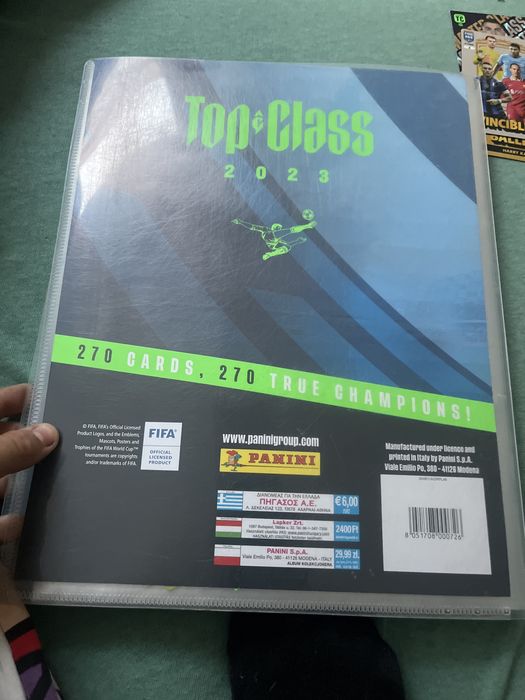 TOP CLASS
2023
270 CARDS, 270 TRUE CHAMPIONS!
© FIFA, FIFA's Official Licensed
Product Logos, and the Emblems,
Mascots, Posters and
Trophies of the FIFA World Cup™
tournaments are copyrights
and/or trademarks of FIFA.
FIFA®
OFFICIAL
LICENSED
PRODUCT
www.paninigroup.com
PANINI
Manufactured under licence and
printed in Italy by Panini S.p.A.
Viale Emilio Po, 380 – 41126 Modena
ΔΙΑΝΟΜΕΑΣ ΓΙΑ ΤΗΝ ΕΛΛΑΔΑ
ΠΗΓΑΣΟΣ Α.Ε.
€6,00
Lapker Zrt.
2400 Ft
PANINI S.p.A.
Viale Emilio Po, 380 - 41126 MODENA - ITALY
ALBUM KOLEKCJONERA
29,99 zł
8 051708 000726
FIFA